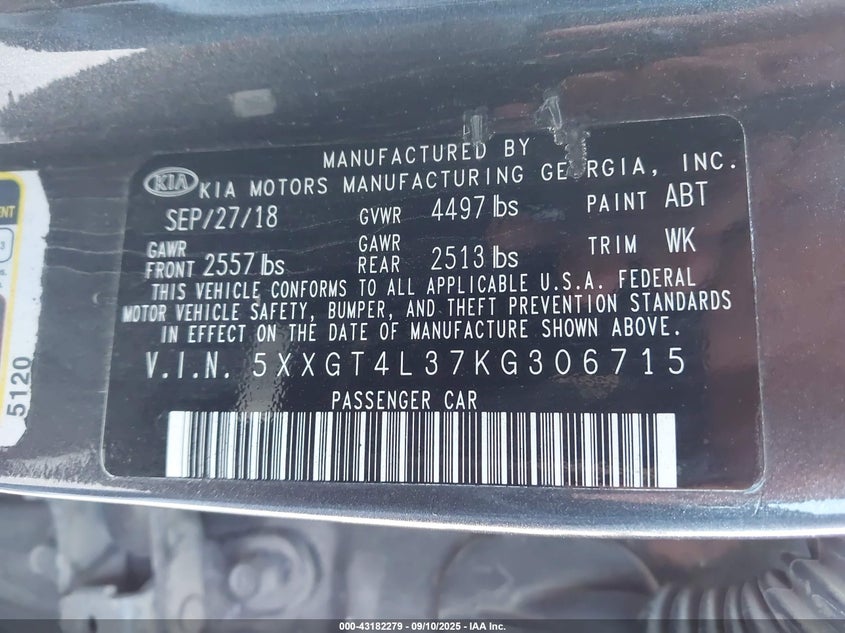 MANUFACTURED BY
KIA KIA MOTORS MANUFACTURING GEORGIA, INC.
SEP/27/18 GVWR 4497 lbs PAINT ABT
GAWR FRONT 2557 lbs GAWR REAR 2513 lbs TRIM WK
THIS VEHICLE CONFORMS TO ALL APPLICABLE U.S.A. FEDERAL
MOTOR VEHICLE SAFETY, BUMPER, AND THEFT PREVENTION STANDARDS
IN EFFECT ON THE DATE OF MANUFACTURE SHOWN ABOVE.
V.I.N. 5XXGT4L37KG306715
PASSENGER CAR
5120
000-43182279 - 09/10/2025 - IAA Inc.